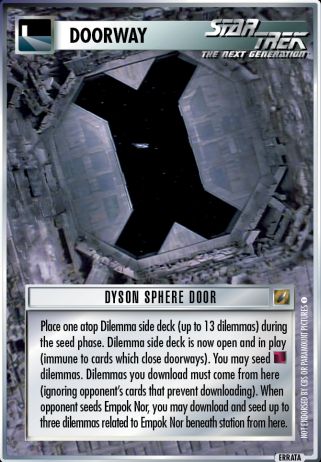 DOORWAY
STAR TREK
THE NEXT GENERATION
DYSON SPHERE DOOR
Place one atop Dilemma side deck (up to 13 dilemmas) during
the seed phase. Dilemma side deck is now open and in play
(immune to cards which close doorways). You may seed
dilemmas. Dilemmas you download must come from here
(ignoring opponent's cards that prevent downloading). When
opponent seeds Empok Nor, you may download and seed up to
three dilemmas related to Empok Nor beneath station from here.
NOT ENDORSED BY CBS OR PARAMOUNT PICTURES
ERRATA